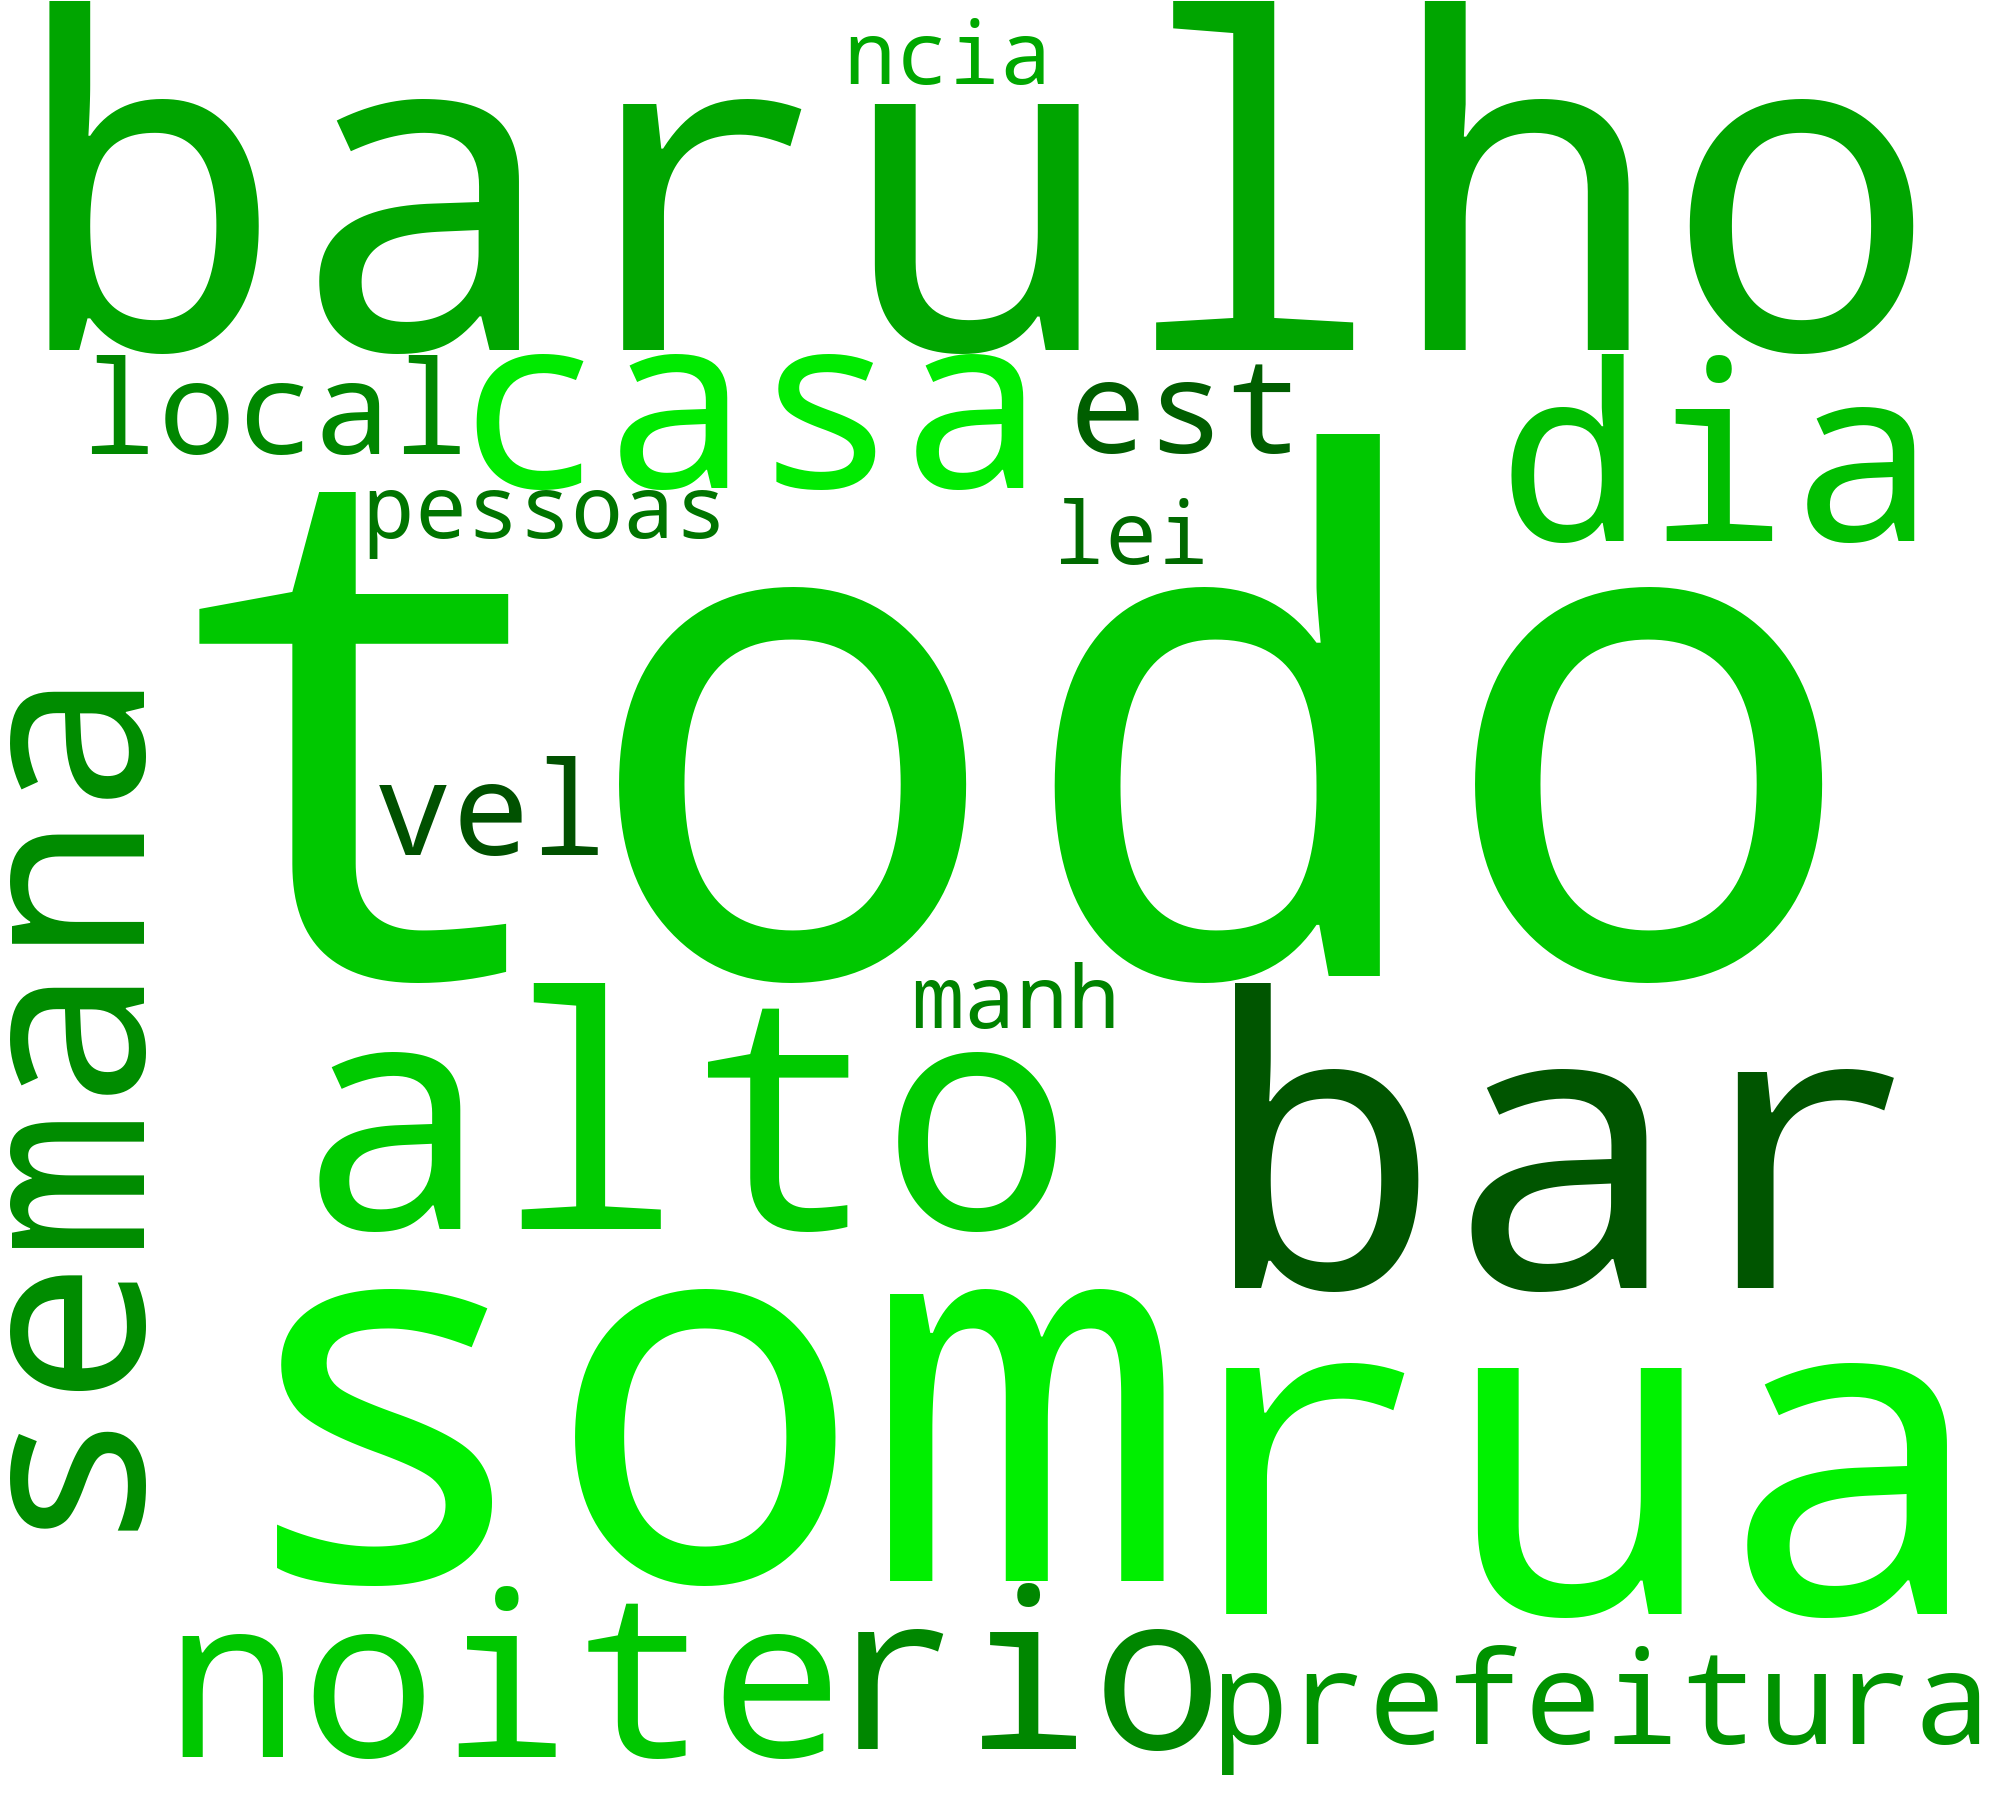 ncia
barulho
local
casa
est
dia
pessoas
lei
todo
vel
semana
manh
alto
bar
som
rua
noite
rio
prefeitura